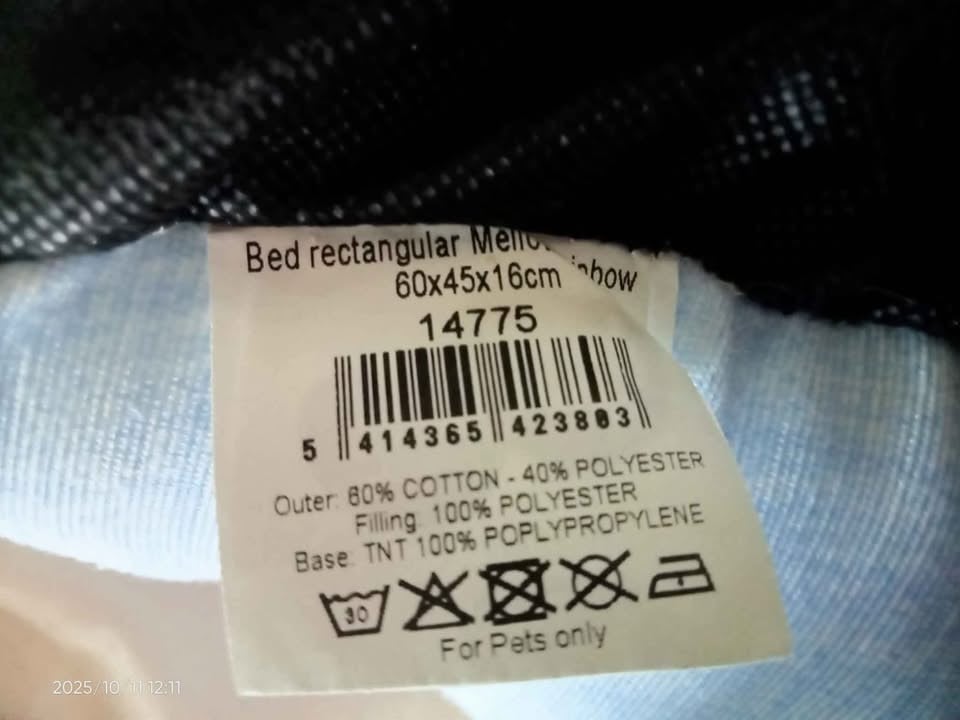 Bed rectangular
60x45x16cm
14775
5 414365 423803
Outer: 60% COTTON - 40% POLYESTER
Filling: 100% POLYESTER
Base: TNT 100% POPLYPROPYLENE
30
For Pets only
2025/10/11 12:11